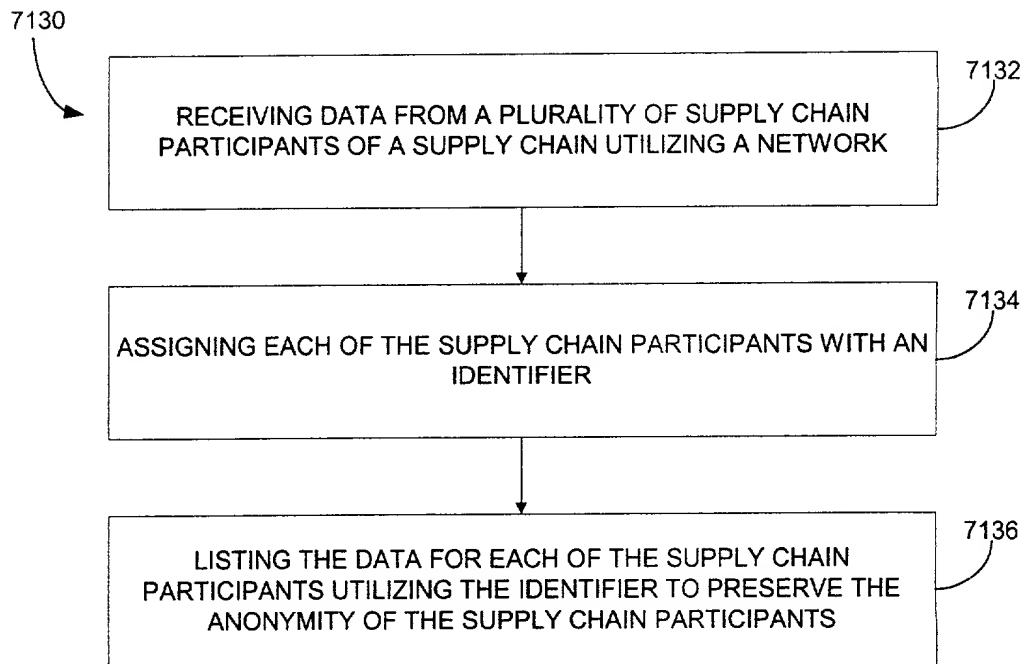 7130
7132
RECEIVING DATA FROM A PLURALITY OF SUPPLY CHAIN
PARTICIPANTS OF A SUPPLY CHAIN UTILIZING A NETWORK
7134
ASSIGNING EACH OF THE SUPPLY CHAIN PARTICIPANTS WITH AN
IDENTIFIER
7136
LISTING THE DATA FOR EACH OF THE SUPPLY CHAIN
PARTICIPANTS UTILIZING THE IDENTIFIER TO PRESERVE THE
ANONYMITY OF THE SUPPLY CHAIN PARTICIPANTS